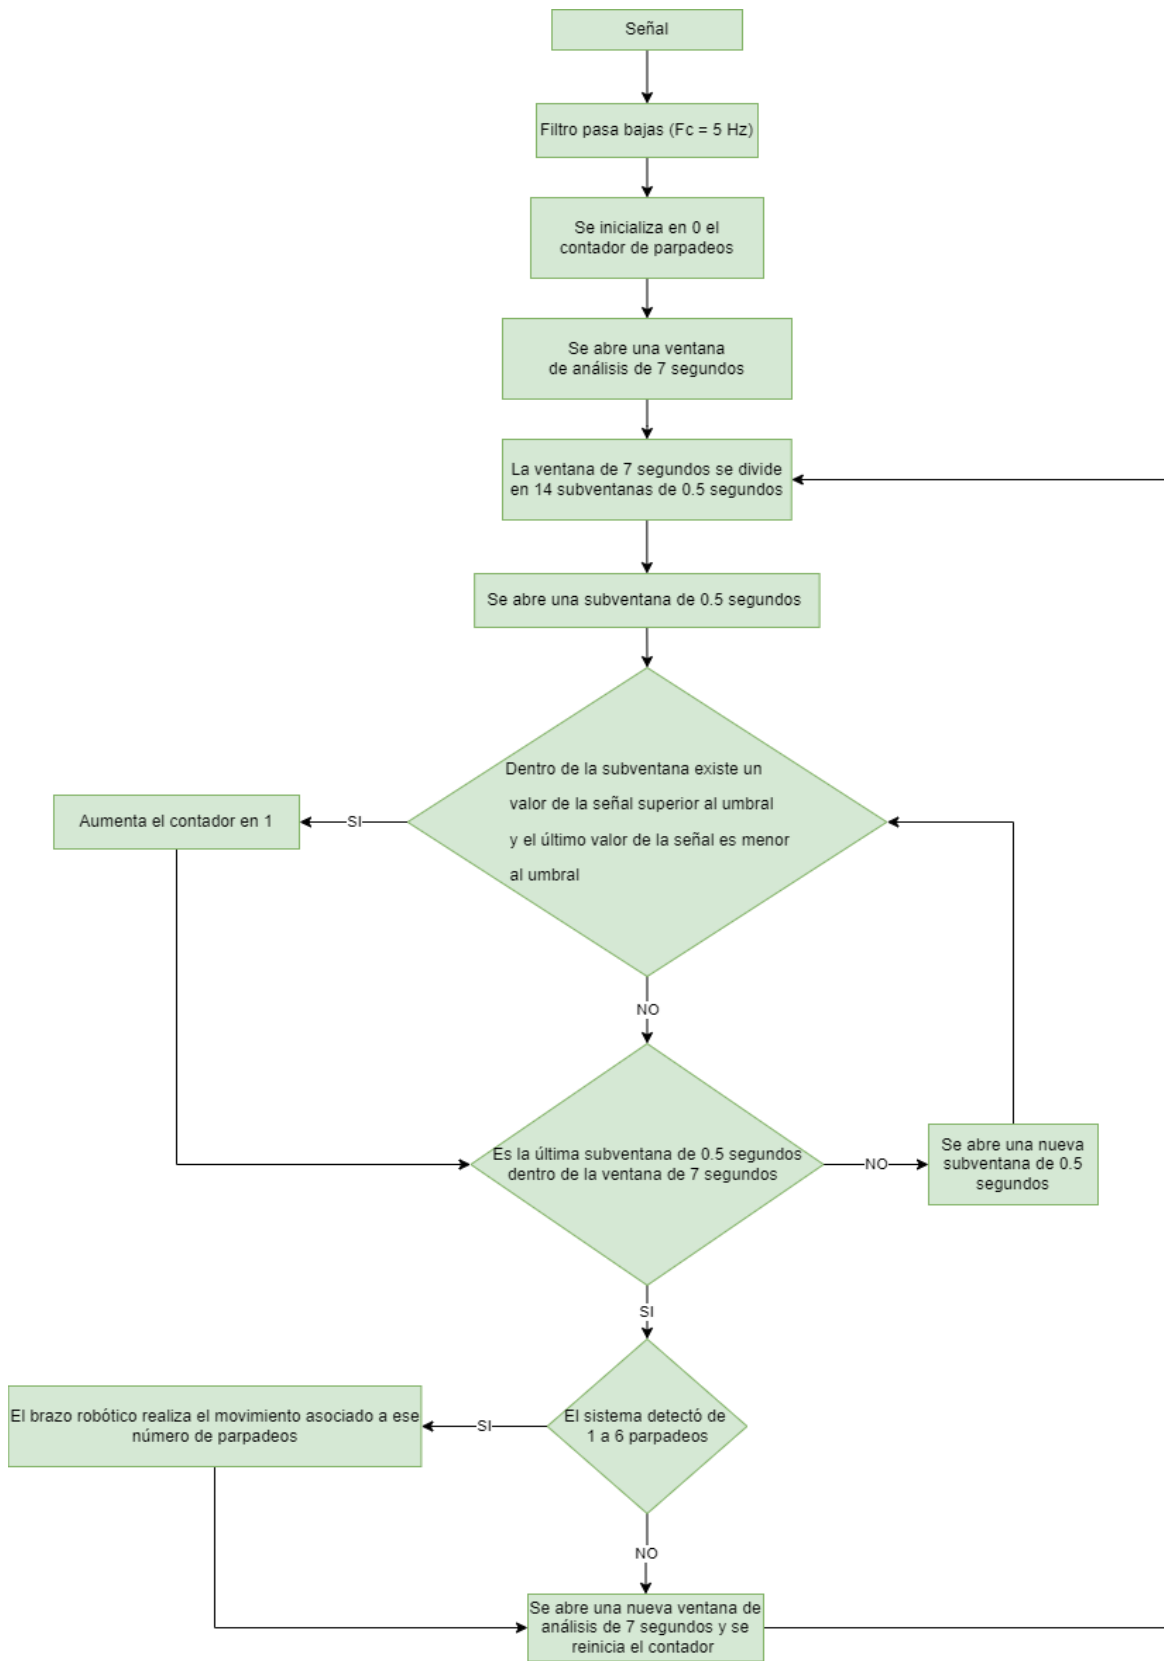 Señal
Filtro pasa bajas (Fc = 5 Hz)
Se inicializa en 0 el
contador de parpadeos
Se abre una ventana
de análisis de 7 segundos
La ventana de 7 segundos se divide
en 14 subventanas de 0.5 segundos
Se abre una subventana de 0.5 segundos
Dentro de la subventana existe un
valor de la señal superior al umbral
y el último valor de la señal es menor
al umbral
SI
Aumenta el contador en 1
NO
Es la última subventana de 0.5 segundos
dentro de la ventana de 7 segundos
NO
Se abre una nueva
subventana de 0.5
segundos
SI
El sistema detectó de
1 a 6 parpadeos
SI
El brazo robótico realiza el movimiento asociado a ese
número de parpadeos
NO
Se abre una nueva ventana de
análisis de 7 segundos y se
reinicia el contador